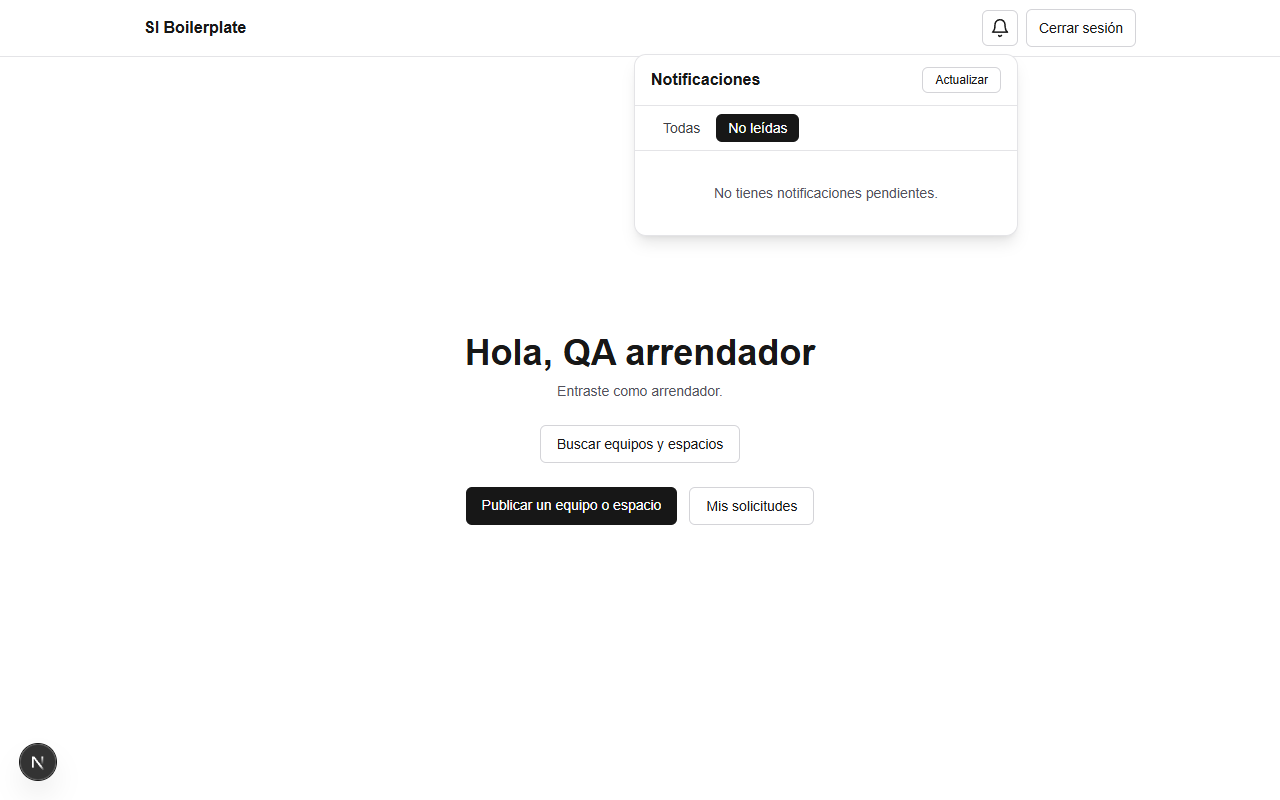 SI Boilerplate
Cerrar sesión
Notificaciones
Actualizar
Todas
No leídas
No tienes notificaciones pendientes.
Hola, QA arrendador
Entraste como arrendador.
Buscar equipos y espacios
Publicar un equipo o espacio
Mis solicitudes
N